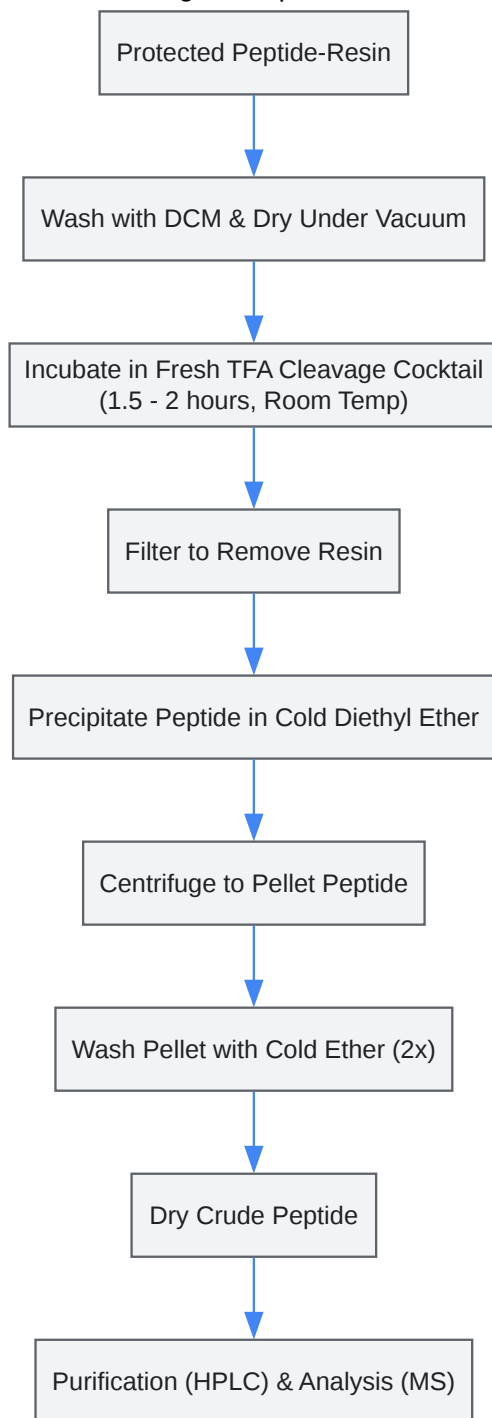 Protected Peptide-Resin
Wash with DCM & Dry Under Vacuum
Incubate in Fresh TFA Cleavage Cocktail
(1.5 - 2 hours, Room Temp)
Filter to Remove Resin
Precipitate Peptide in Cold Diethyl Ether
Centrifuge to Pellet Peptide
Wash Pellet with Cold Ether (2x)
Dry Crude Peptide
Purification (HPLC) & Analysis (MS)